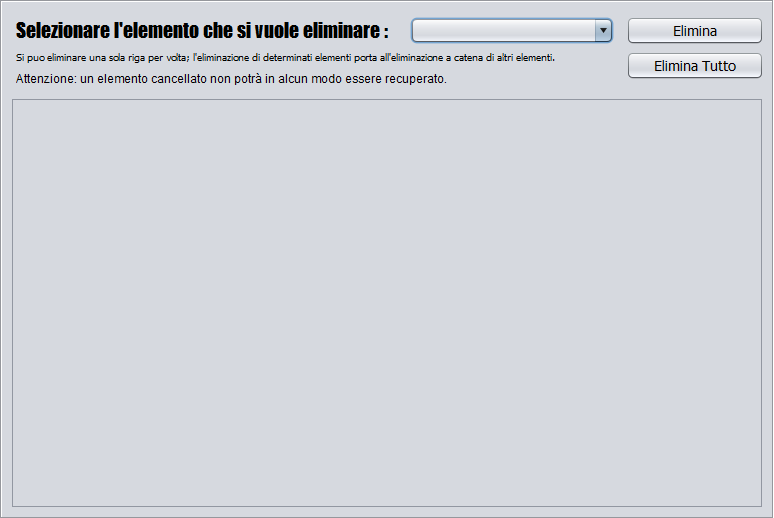 Selezionare l'elemento che si vuole eliminare :
Elimina
Si puo eliminare una sola riga per volta; l'eliminazione di determinati elementi porta all'eliminazione a catena di altri elementi.
Elimina Tutto
Attenzione: un elemento cancellato non potrà in alcun modo essere recuperato.